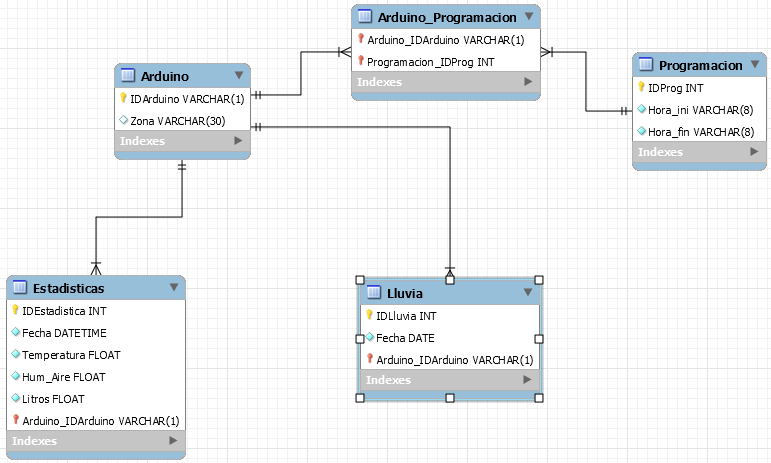 Arduino_Programacion
Arduino_IDArduino VARCHAR(1)
Programacion_IDProg INT
Indexes
Arduino
IDArduino VARCHAR(1)
Zona VARCHAR(30)
Indexes
Programacion
IDProg INT
Hora_ini VARCHAR(8)
Hora_fin VARCHAR(8)
Indexes
Estadisticas
IDEstadistica INT
Fecha DATETIME
Temperatura FLOAT
Hum_Aire FLOAT
Litros FLOAT
Arduino_IDArduino VARCHAR(1)
Indexes
Lluvia
IDLluvia INT
Fecha DATE
Arduino_IDArduino VARCHAR(1)
Indexes